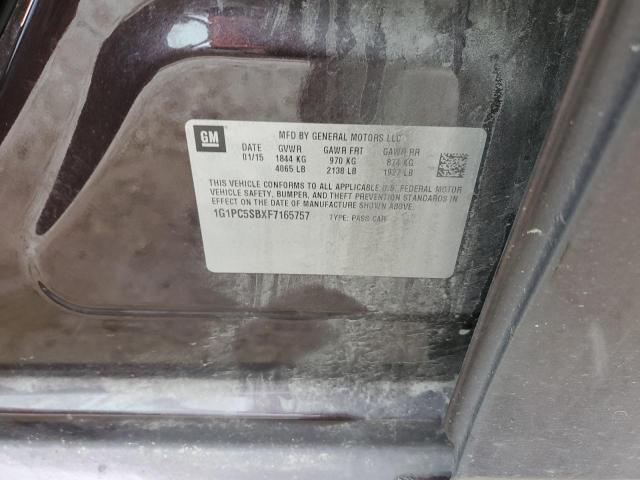 GM
MFD BY GENERAL MOTORS LLC
DATE GVWR GAWR FRT GAWR RR
01/15 1844 KG 970 KG 874 KG
4065 LB 2138 LB 1927 LB
THIS VEHICLE CONFORMS TO ALL APPLICABLE U.S. FEDERAL MOTOR
VEHICLE SAFETY, BUMPER, AND THEFT PREVENTION STANDARDS IN
EFFECT ON THE DATE OF MANUFACTURE SHOWN ABOVE.
1G1PC5SBXF7165757 TYPE: PASS CAR